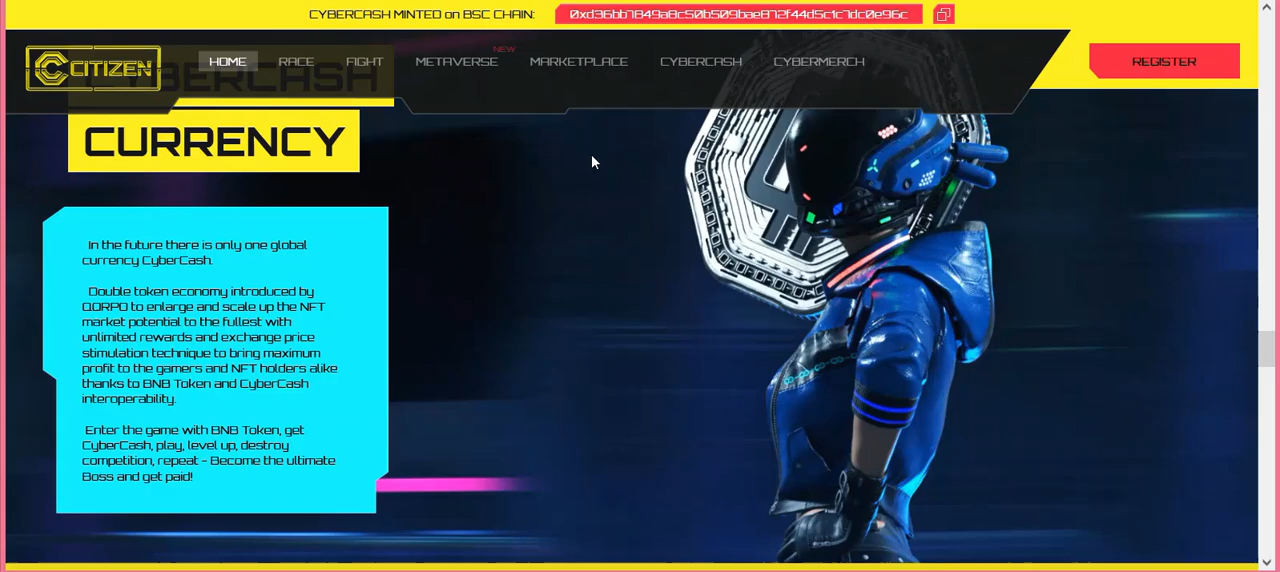 CYBERCASH MINTED on BSC CHAIN: 0xd36bb7849a8c50b509bae872f44d5c1c7dc0e96c
NEW
CITIZEN HOME RACE FIGHT METAVERSE MARKETPLACE CYBERCASH CYBERMERCH REGISTER
CYBERCASH
CURRENCY
In the future there is only one global
currency CyberCash.
Double token economy introduced by
QORPO to enlarge and scale up the NFT
market potential to the fullest with
unlimited rewards and exchange price
stimulation technique to bring maximum
profit to the gamers and NFT holders alike
thanks to BNB Token and CyberCash
interoperability.
Enter the game with BNB Token, get
CyberCash, play, level up, destroy
competition, repeat - Become the ultimate
Boss and get paid!